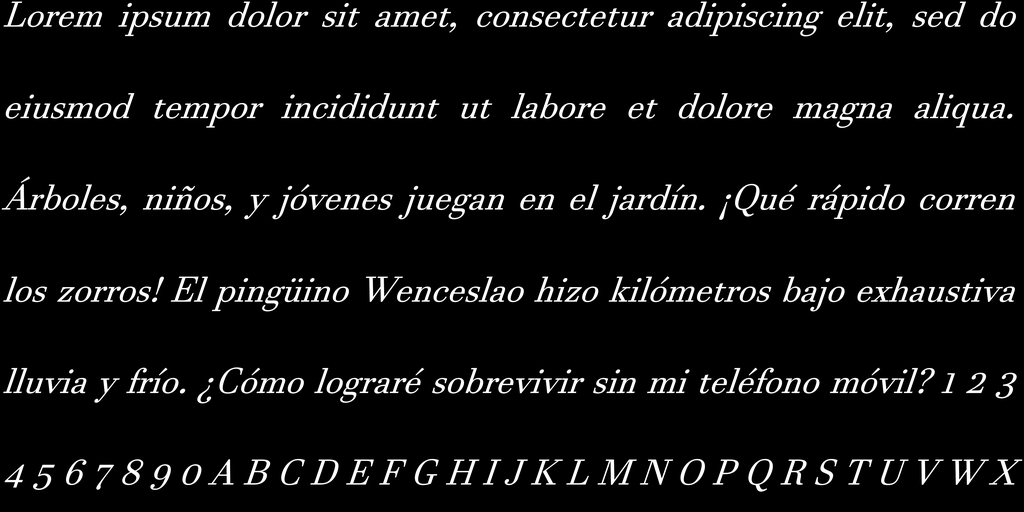 Lorem ipsum dolor sit amet, consectetur adipiscing elit, sed do
eiusmod tempor incididunt ut labore et dolore magna aliqua.
Árboles, niños, y jóvenes juegan en el jardín. ¡Qué rápido corren
los zorros! El pingüino Wenceslao hizo kilómetros bajo exhaustiva
lluvia y frío. ¿Cómo lograré sobrevivir sin mi teléfono móvil? 1 2 3
4 5 6 7 8 9 0 A B C D E F G H I J K L M N O P Q R S T U V W X